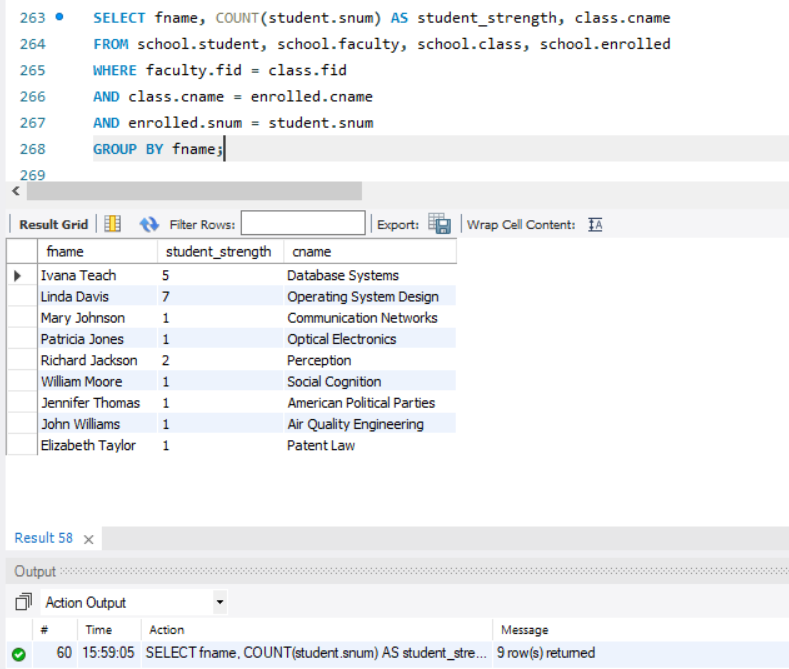 263 SELECT fname, COUNT(student.snum) AS student_strength, class.cname
264 FROM school.student, school.faculty, school.class, school.enrolled
265 WHERE faculty.fid = class.fid
266 AND class.cname = enrolled.cname
267 AND enrolled.snum = student.snum
268 GROUP BY fname;
269
Result Grid Filter Rows: Export: Wrap Cell Content:
fname student_strength cname
Ivana Teach 5 Database Systems
Linda Davis 7 Operating System Design
Mary Johnson 1 Communication Networks
Patricia Jones 1 Optical Electronics
Richard Jackson 2 Perception
William Moore 1 Social Cognition
Jennifer Thomas 1 American Political Parties
John Williams 1 Air Quality Engineering
Elizabeth Taylor 1 Patent Law
Result 58
Output
Action Output
# Time Action Message
60 15:59:05 SELECT fname, COUNT(student.snum) AS student_stre... 9 row(s) returned